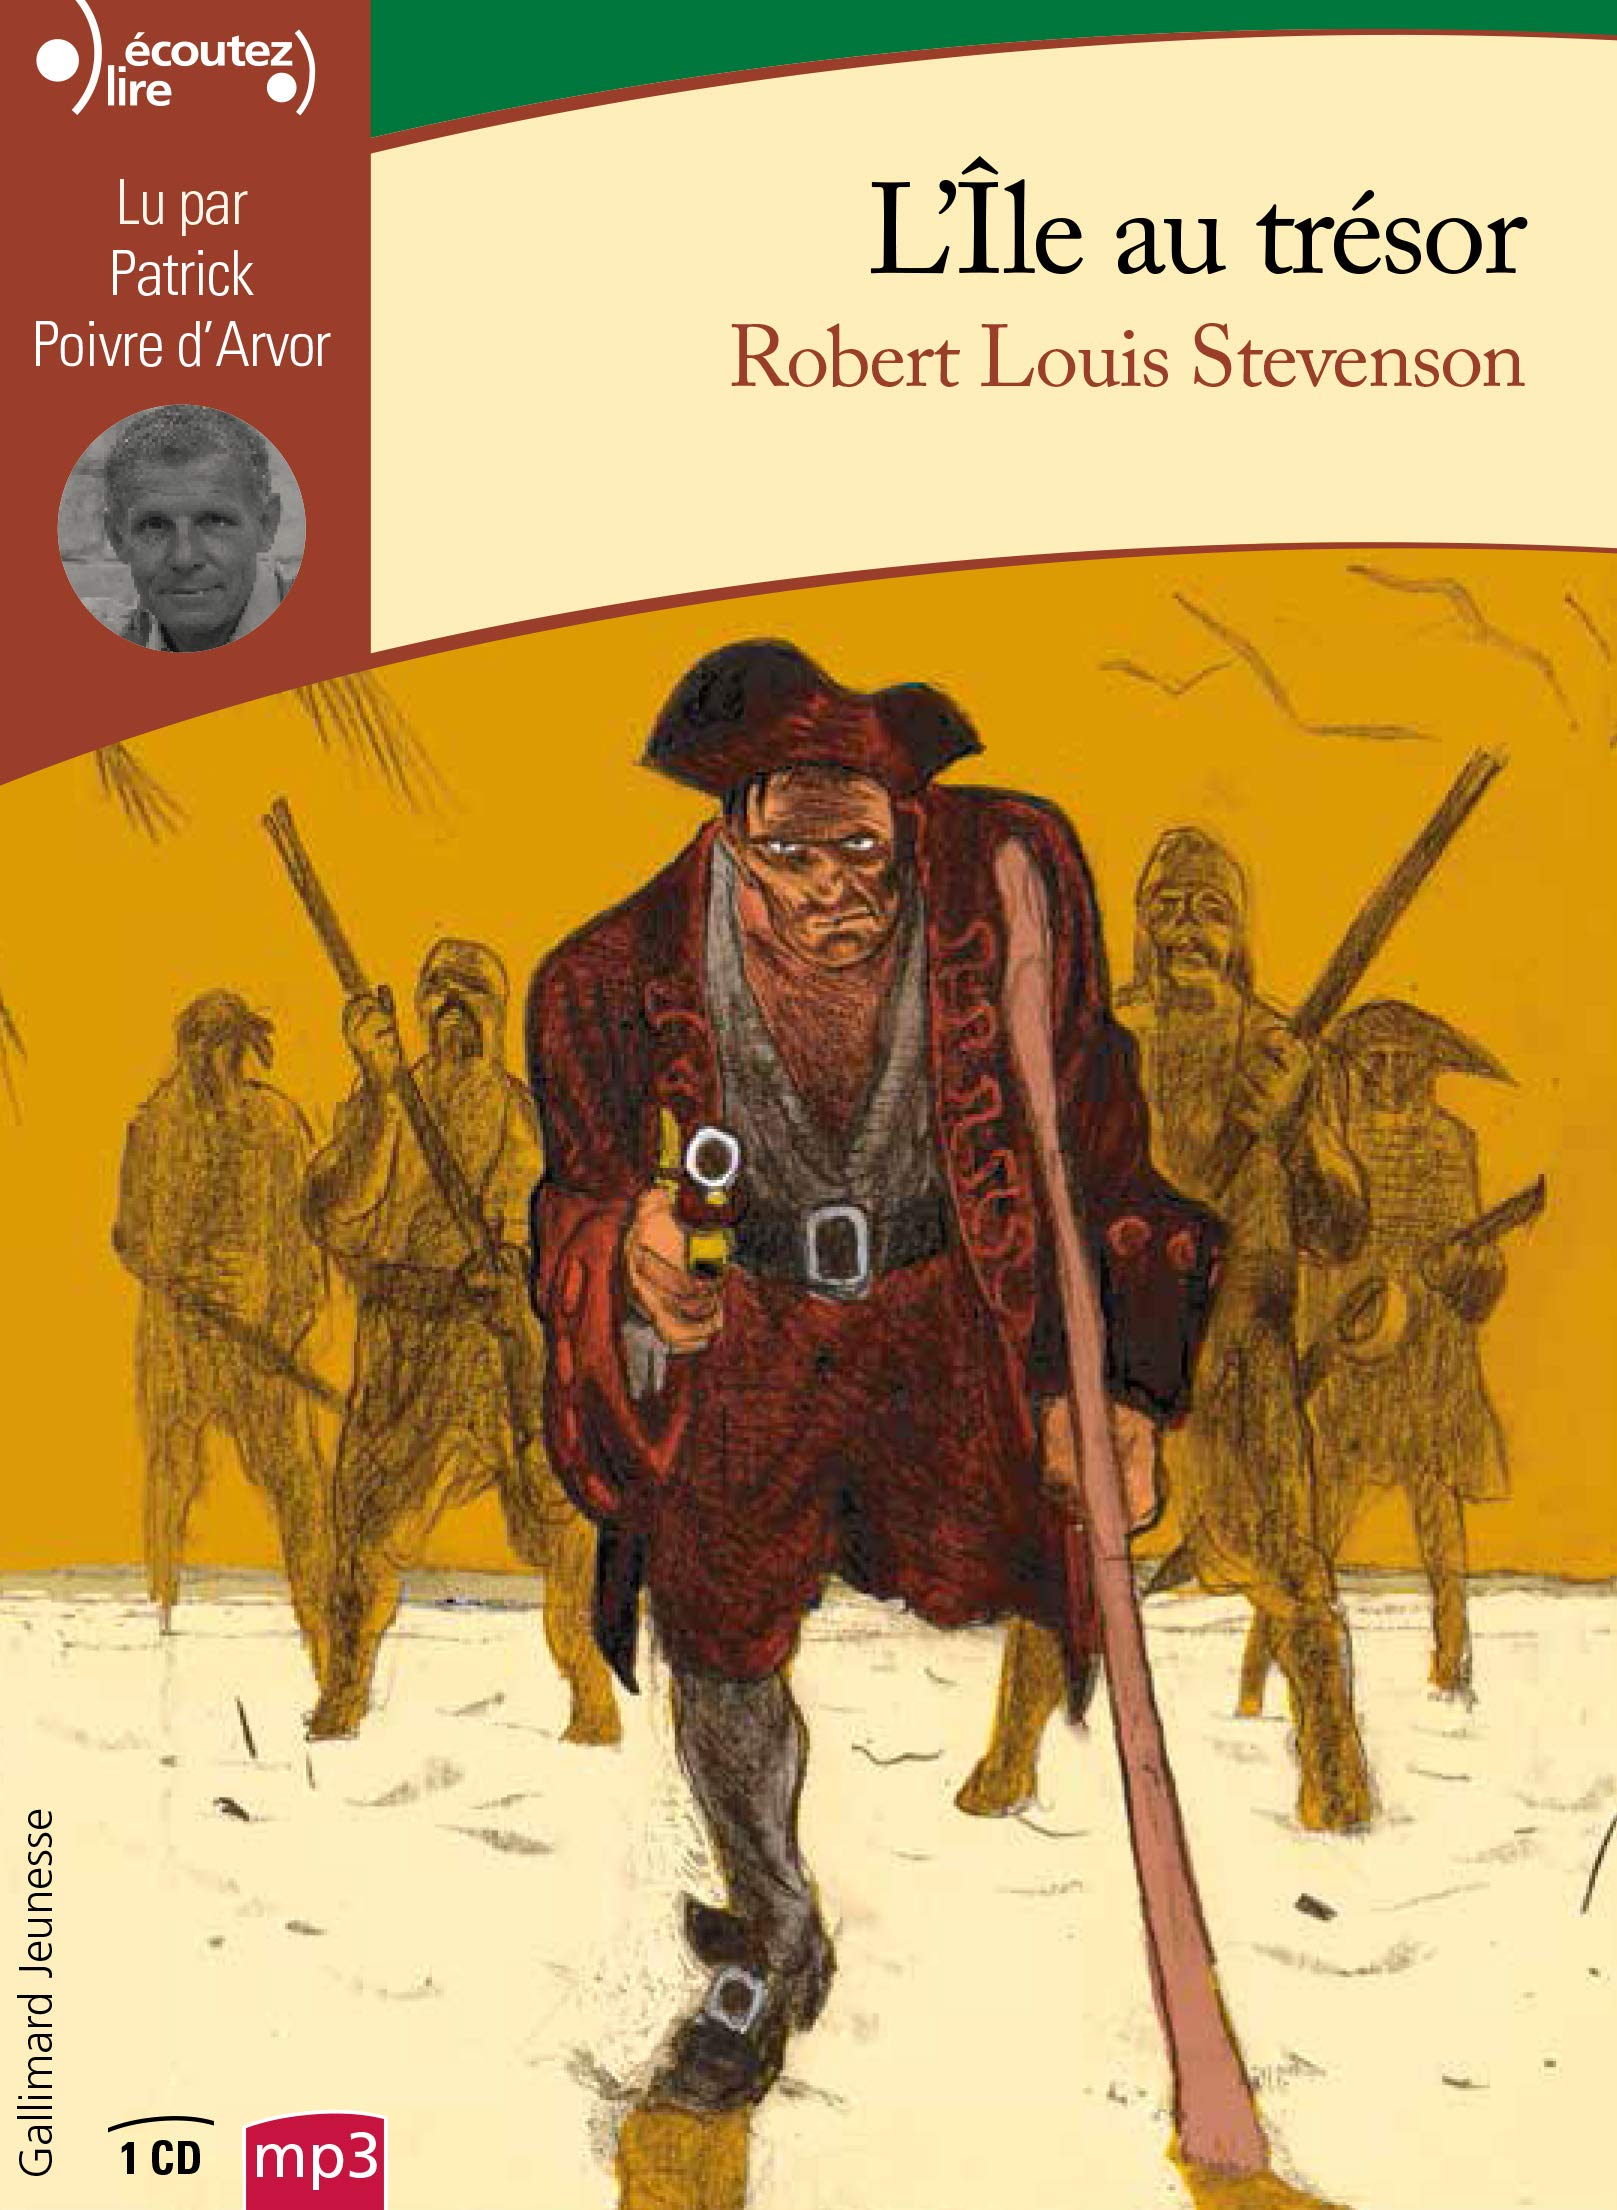 écoutez
lire
Lu par
Patrick
Poivre d'Arvor
L'Île au trésor
Robert Louis Stevenson
Gallimard Jeunesse
1 CD
mp3